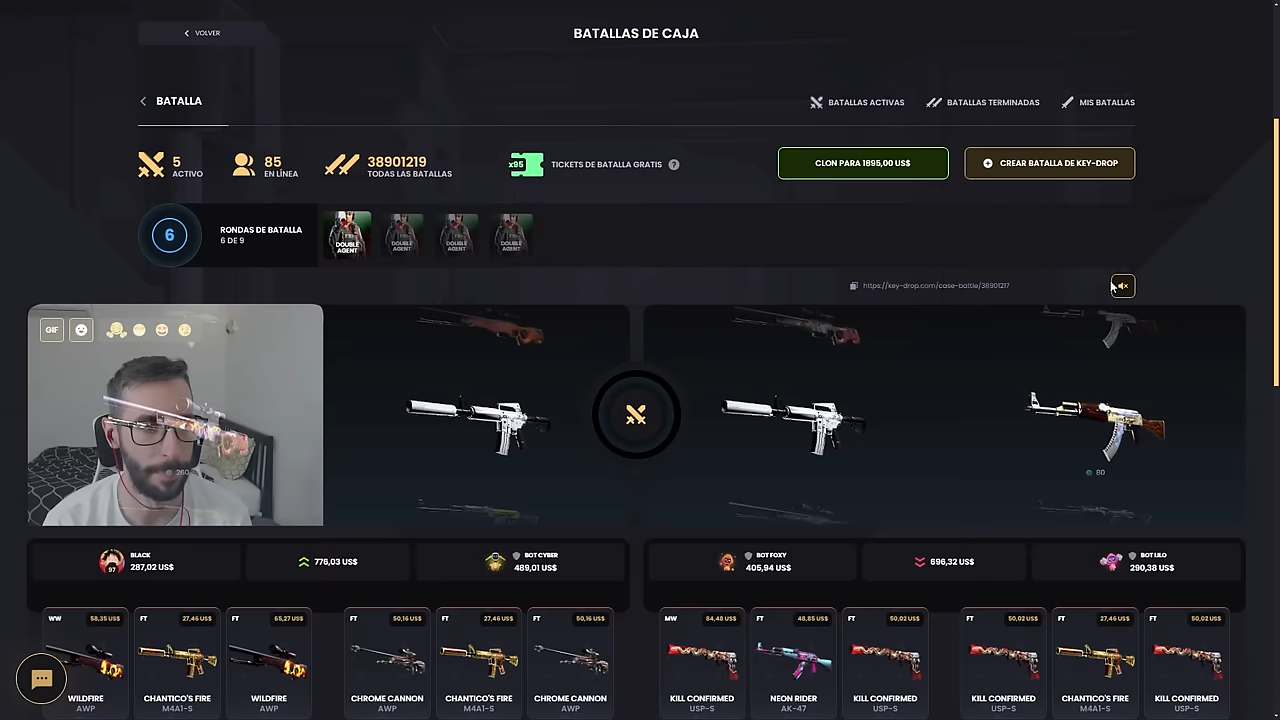 VOLVER
BATALLAS DE CAJA
BATALLA
BATALLAS ACTIVAS
BATALLAS TERMINADAS
MIS BATALLAS
5
ACTIVO
85
EN LÍNEA
38901219
TODAS LAS BATALLAS
x95
TICKETS DE BATALLA GRATIS ?
CLON PARA 1895,00 US$
CREAR BATALLA DE KEY-DROP
6
RONDAS DE BATALLA
6 DE 9
DOUBLE AGENT
DOUBLE AGENT
DOUBLE AGENT
DOUBLE AGENT
https://key-drop.com/case-battle/38901217
GIF
260
80
97
BLACK
287,02 US$
776,03 US$
BOT CYBER
489,01 US$
BOT FOXY
405,94 US$
696,32 US$
BOT LILO
290,38 US$
WW 58,35 US$
FT 27,46 US$
FT 65,27 US$
FT 50,16 US$
FT 27,46 US$
FT 50,16 US$
MW 84,48 US$
FT 48,85 US$
FT 50,02 US$
FT 50,02 US$
FT 27,46 US$
FT 50,02 US$
WILDFIRE
AWP
CHANTICO'S FIRE
M4A1-S
WILDFIRE
AWP
CHROME CANNON
AWP
CHANTICO'S FIRE
M4A1-S
CHROME CANNON
AWP
KILL CONFIRMED
USP-S
NEON RIDER
AK-47
KILL CONFIRMED
USP-S
KILL CONFIRMED
USP-S
CHANTICO'S FIRE
M4A1-S
KILL CONFIRMED
USP-S